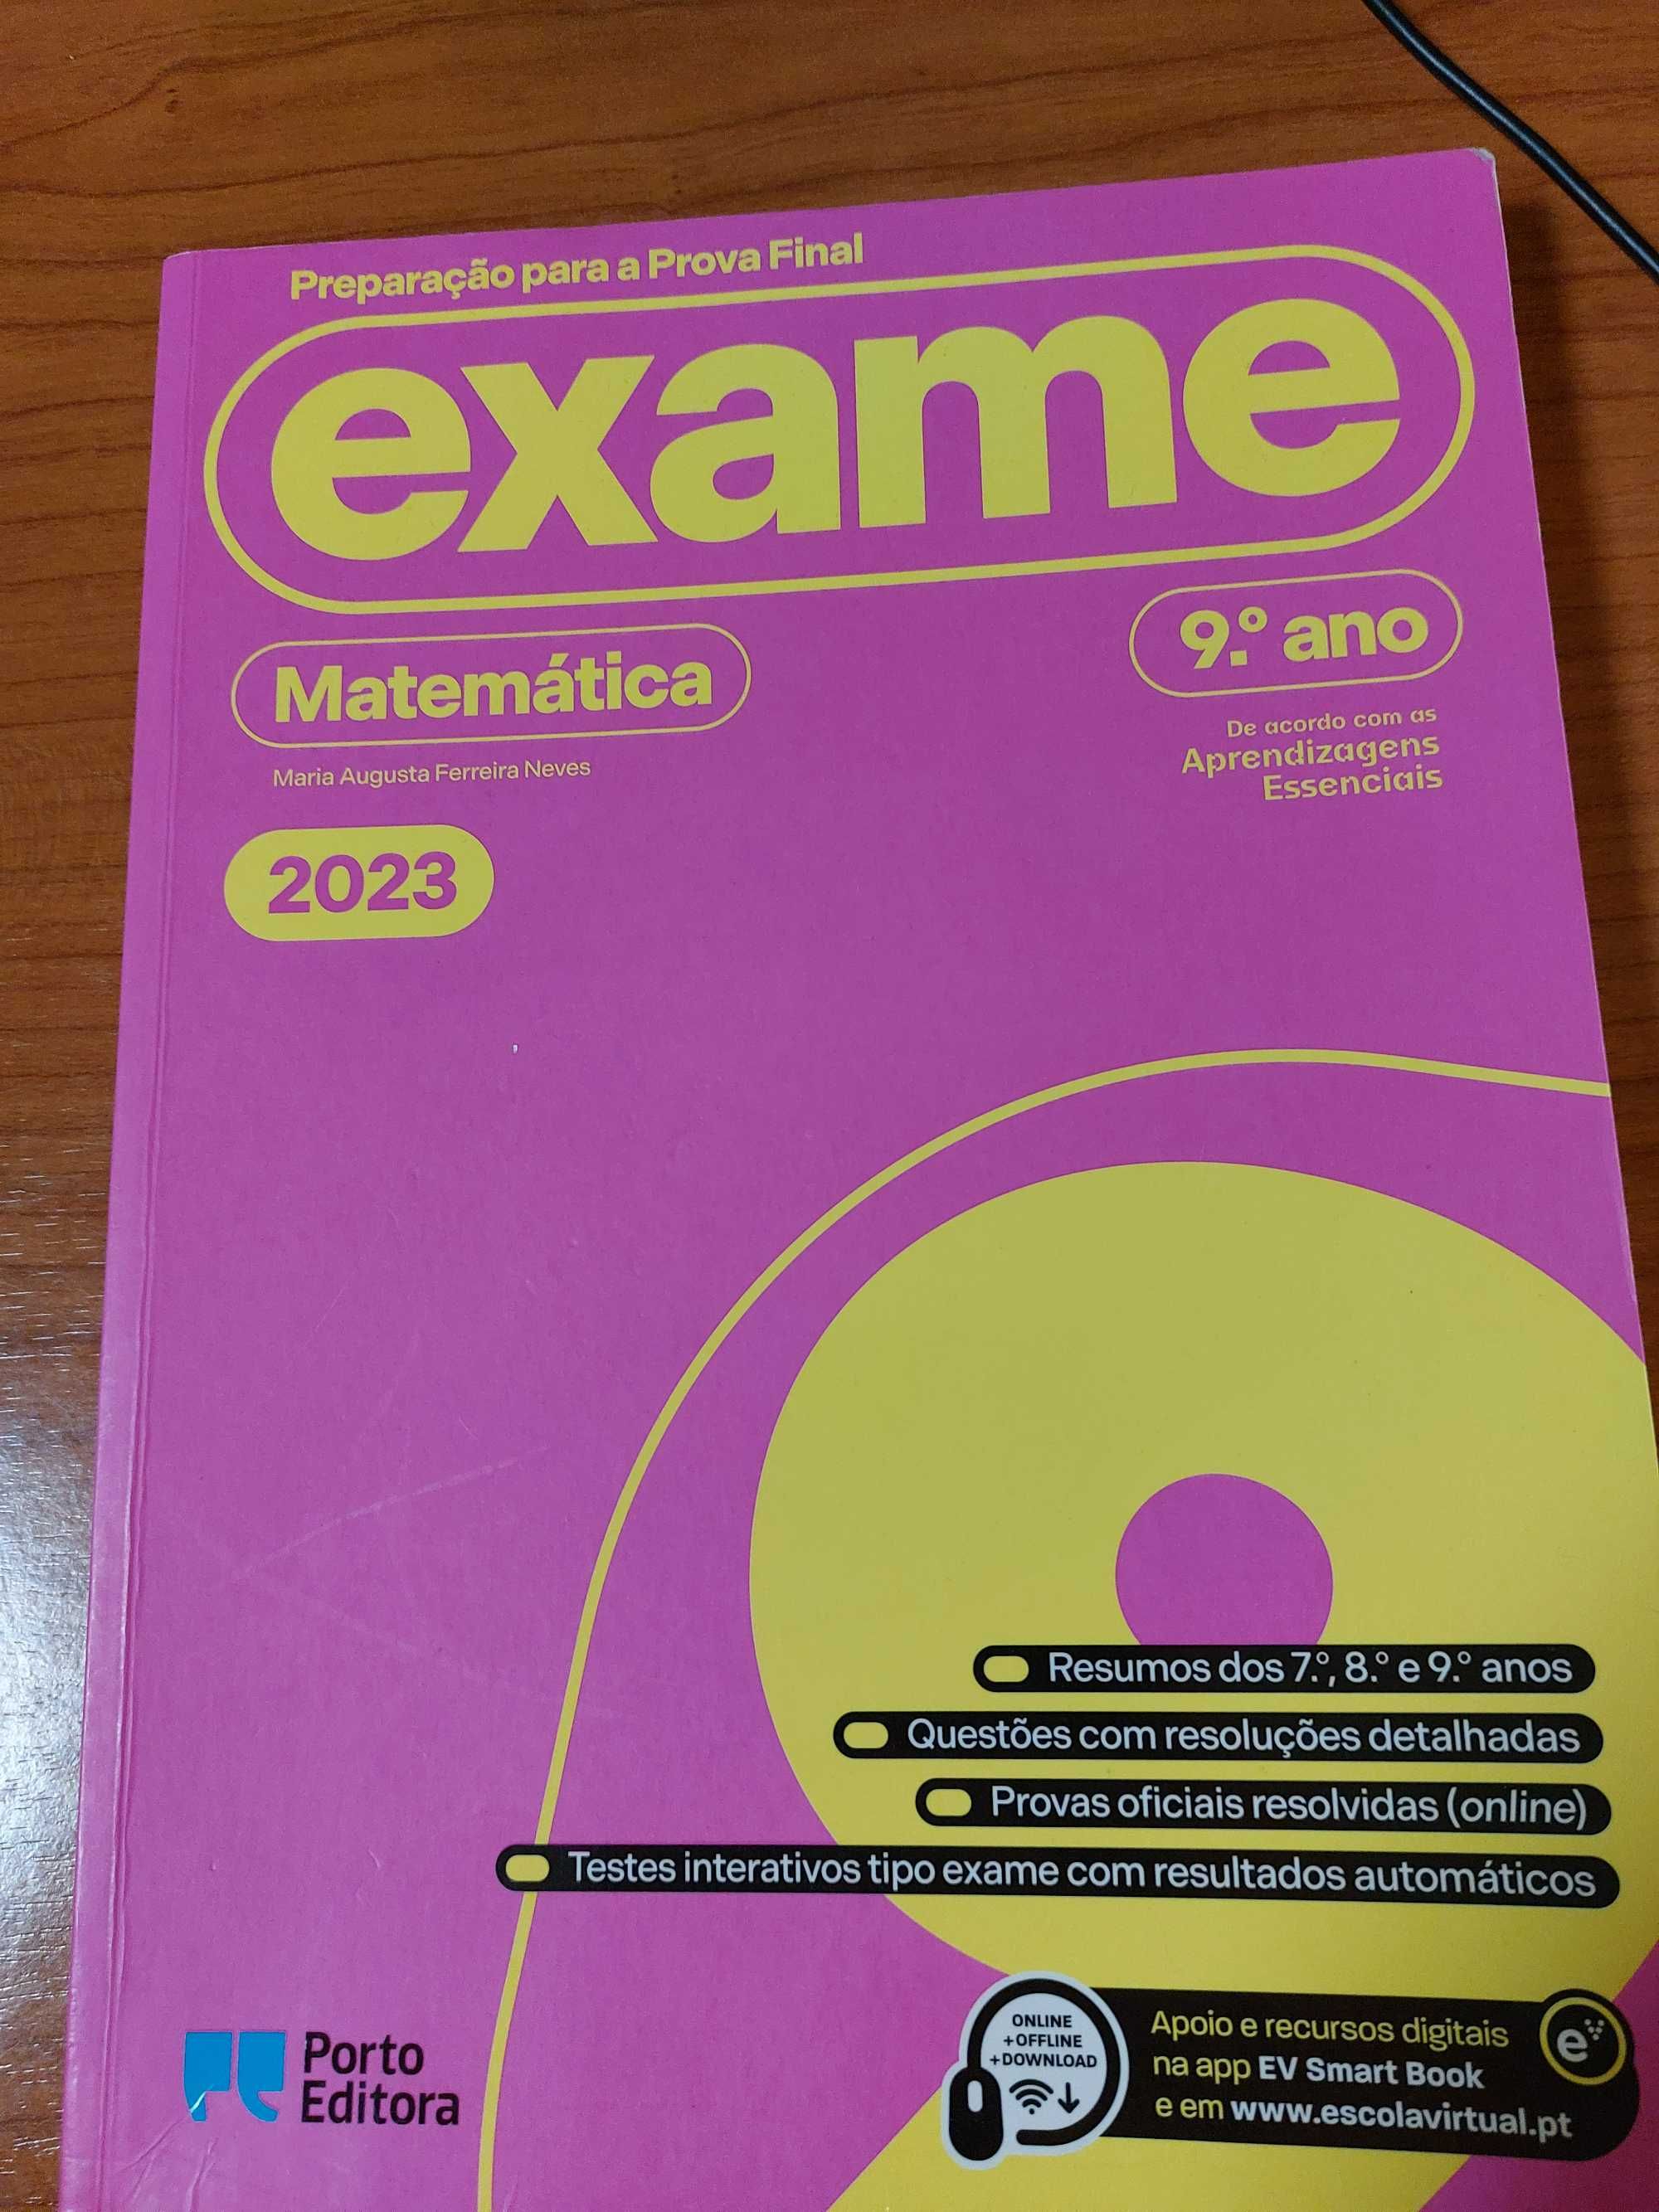 Preparação para a Prova Final
exame
Matemática
9.º ano
Maria Augusta Ferreira Neves
De acordo com as
Aprendizagens
Essenciais
2023
Resumos dos 7.º, 8.º e 9.º anos
Questões com resoluções detalhadas
Provas oficiais resolvidas (online)
Testes interativos tipo exame com resultados automáticos
Porto
Editora
ONLINE
+OFFLINE
+DOWNLOAD
Apoio e recursos digitais
na app EV Smart Book
e em www.escolavirtual.pt
e